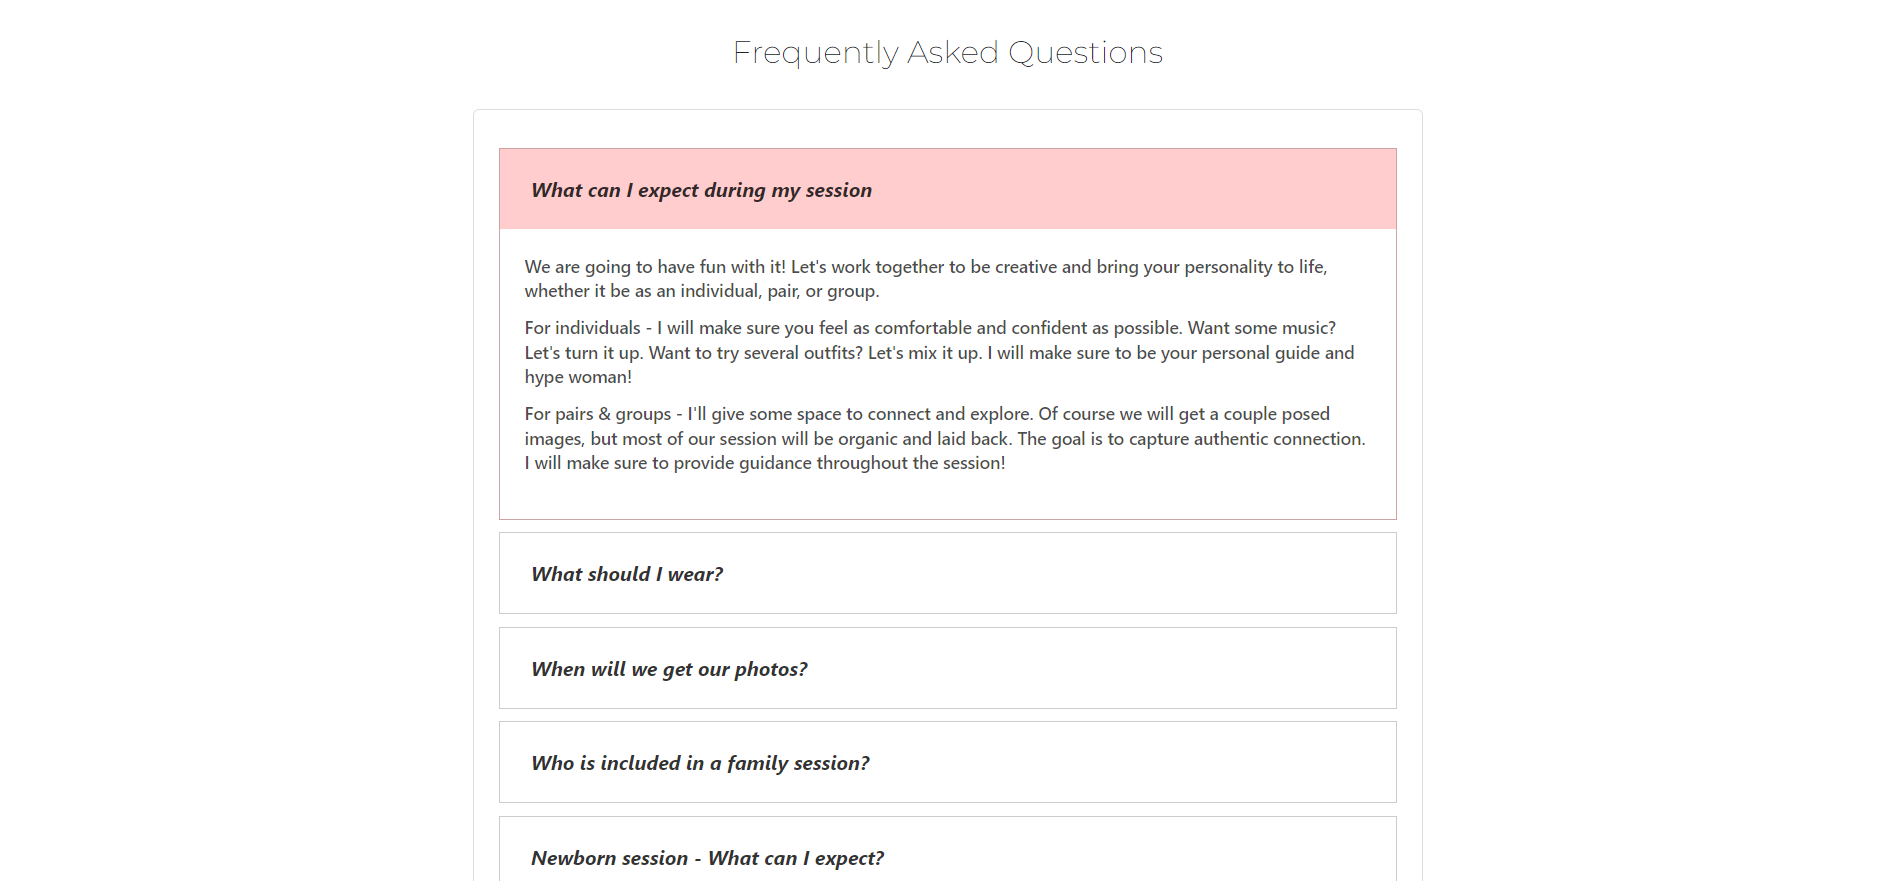 Frequently Asked Questions
What can I expect during my session
We are going to have fun with it! Let's work together to be creative and bring your personality to life,
whether it be as an individual, pair, or group.
For individuals - I will make sure you feel as comfortable and confident as possible. Want some music?
Let's turn it up. Want to try several outfits? Let's mix it up. I will make sure to be your personal guide and
hype woman!
For pairs & groups - I'll give some space to connect and explore. Of course we will get a couple posed
images, but most of our session will be organic and laid back. The goal is to capture authentic connection.
I will make sure to provide guidance throughout the session!
What should I wear?
When will we get our photos?
Who is included in a family session?
Newborn session - What can I expect?